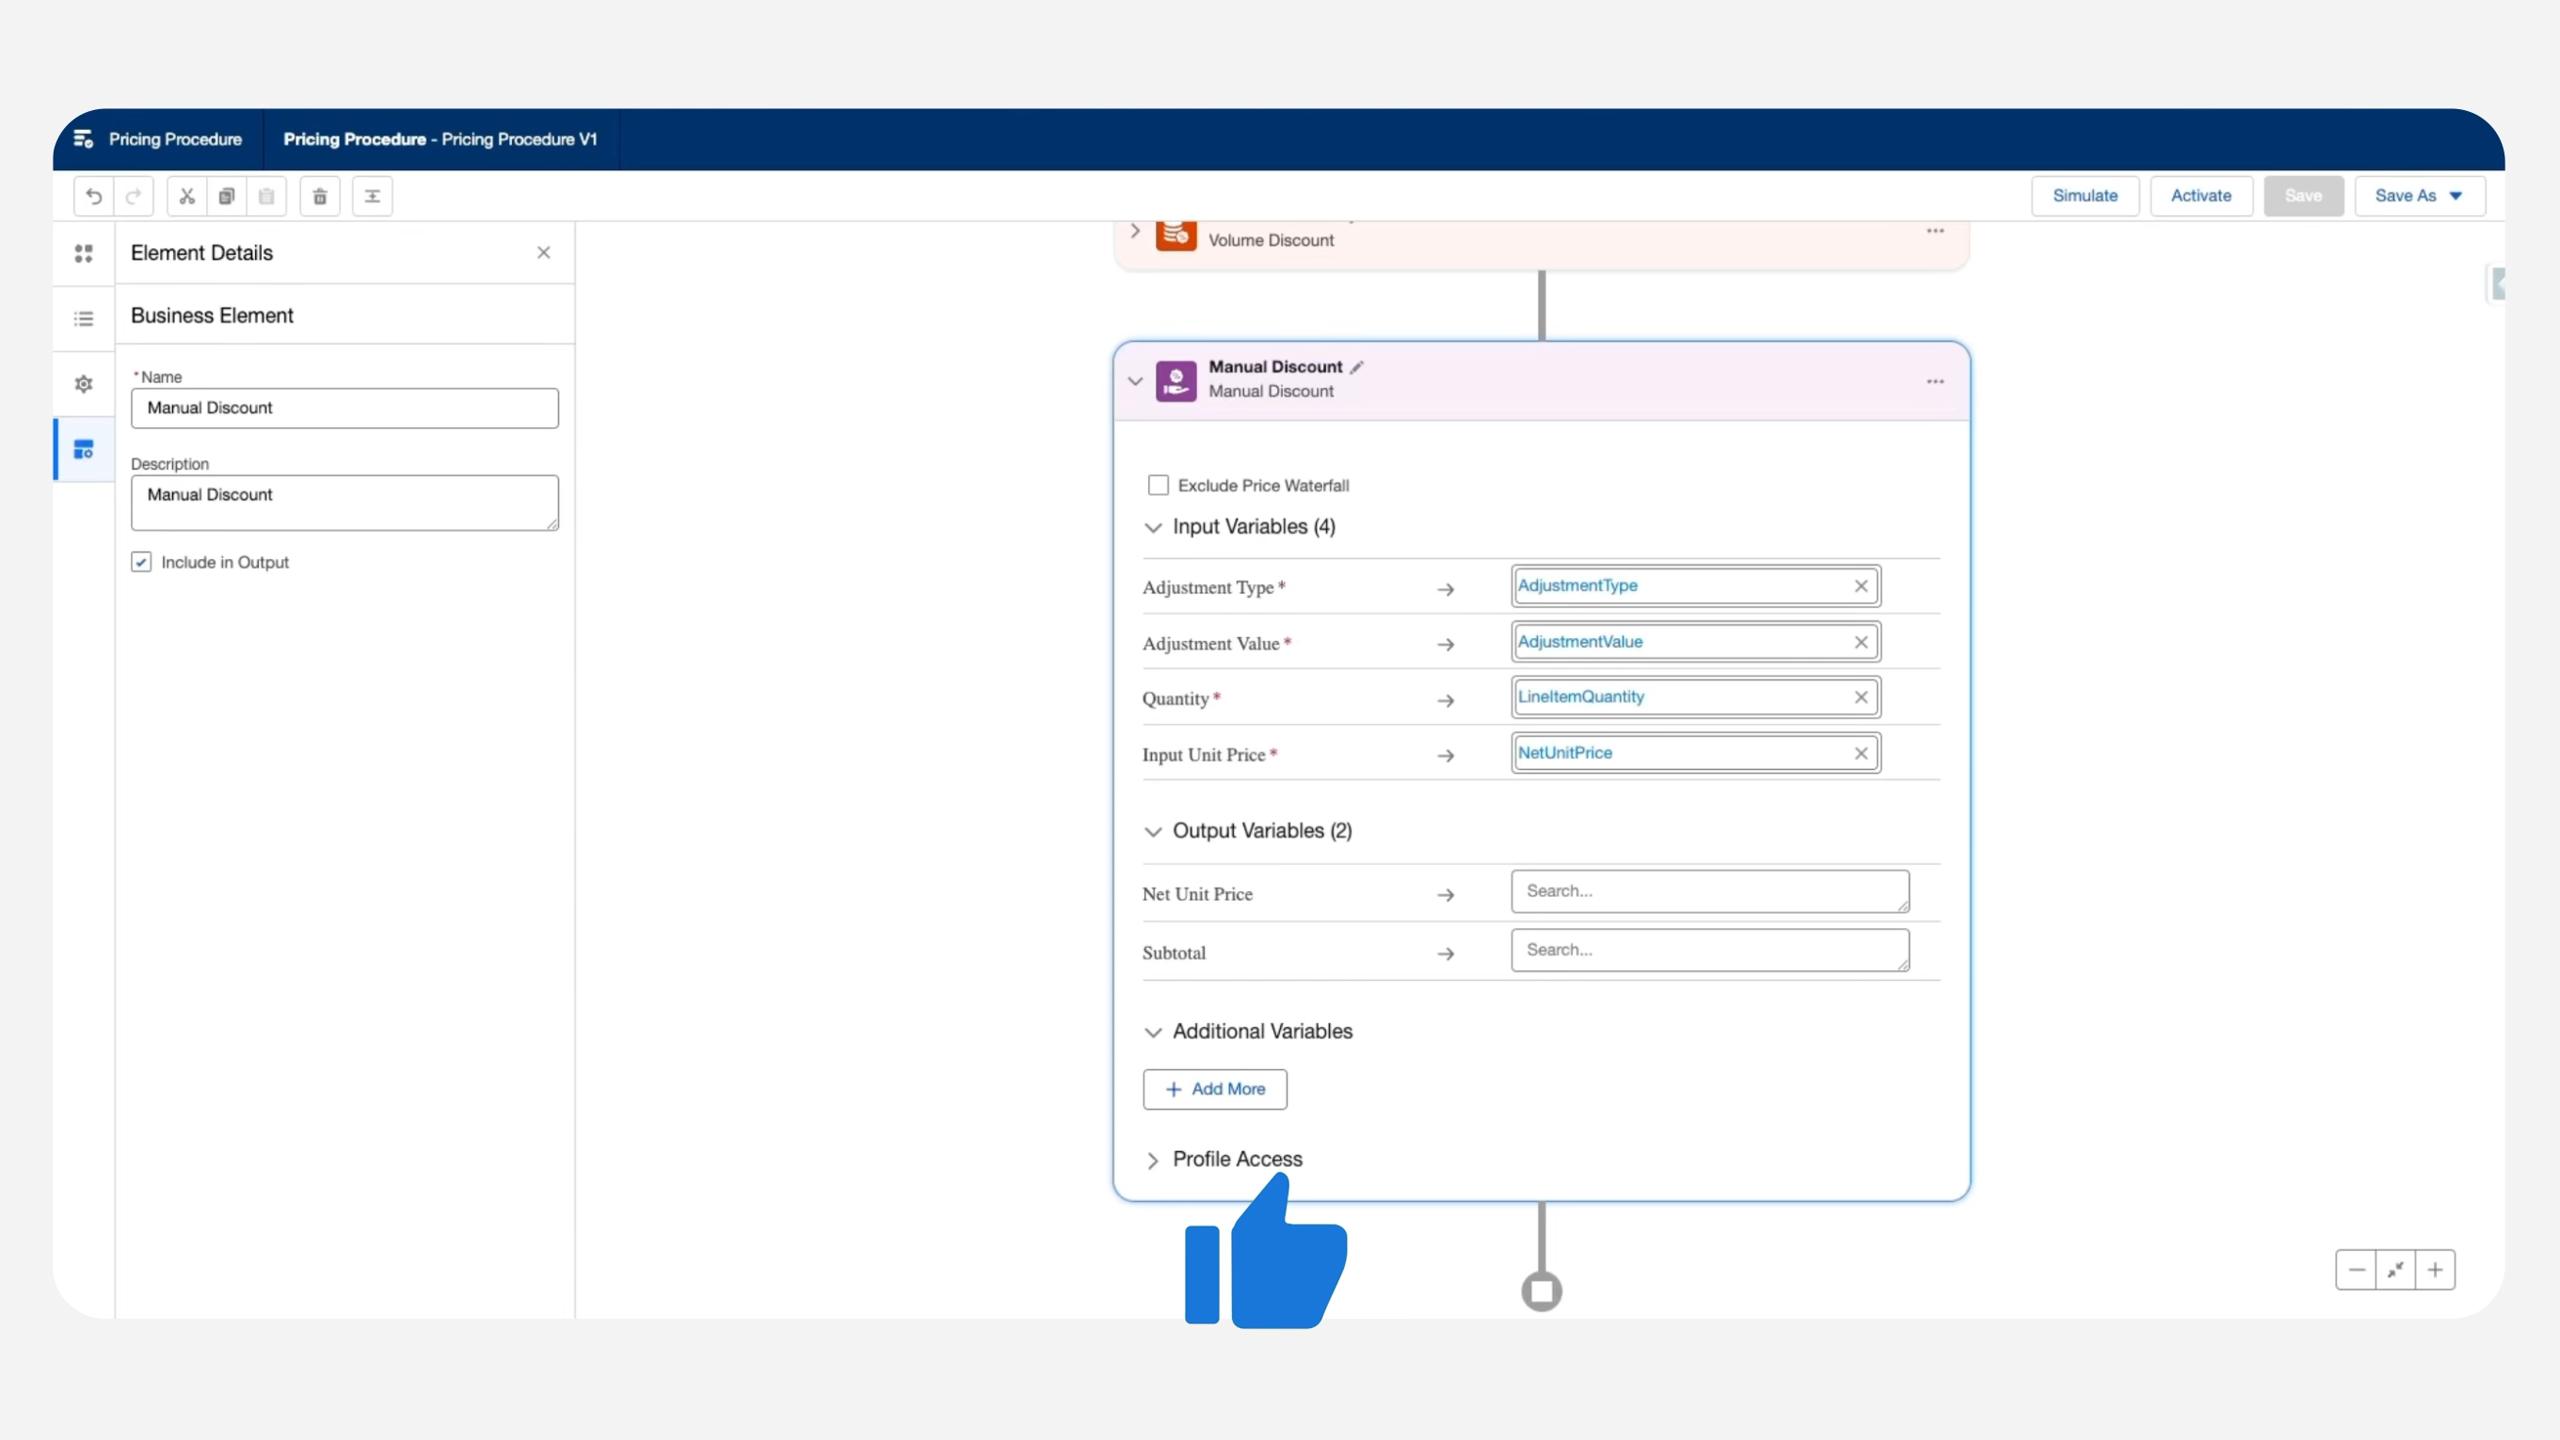 Pricing Procedure
Pricing Procedure - Pricing Procedure V1
Simulate
Activate
Save
Save As
Element Details
Business Element
* Name
Manual Discount
Description
Manual Discount
Include in Output
Volume Discount
Manual Discount
Manual Discount
Exclude Price Waterfall
Input Variables (4)
Adjustment Type * AdjustmentType
Adjustment Value * AdjustmentValue
Quantity * LineItemQuantity
Input Unit Price * NetUnitPrice
Output Variables (2)
Net Unit Price Search...
Subtotal Search...
Additional Variables
+ Add More
Profile Access